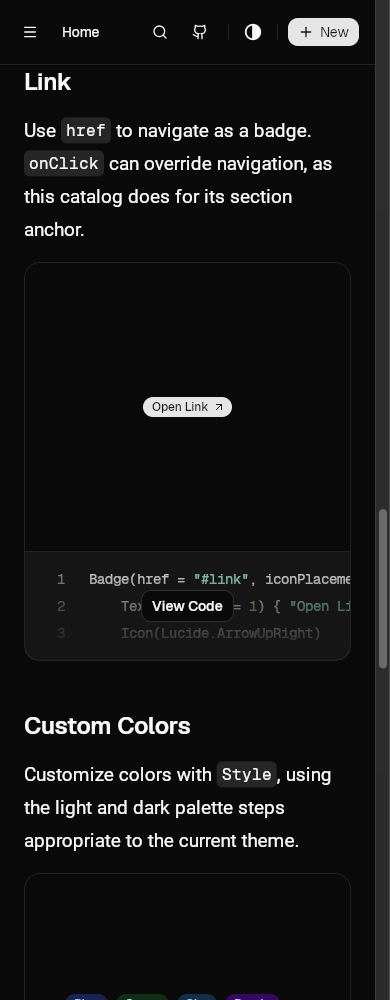 Home
New
Link
Use href to navigate as a badge.
onClick can override navigation, as
this catalog does for its section
anchor.
Open Link
1 Badge(href = "#link", iconPlaceme
2 Tex View Code = 1) { "Open Li
3 Icon(Lucide.ArrowUpRight)
Custom Colors
Customize colors with Style, using
the light and dark palette steps
appropriate to the current theme.